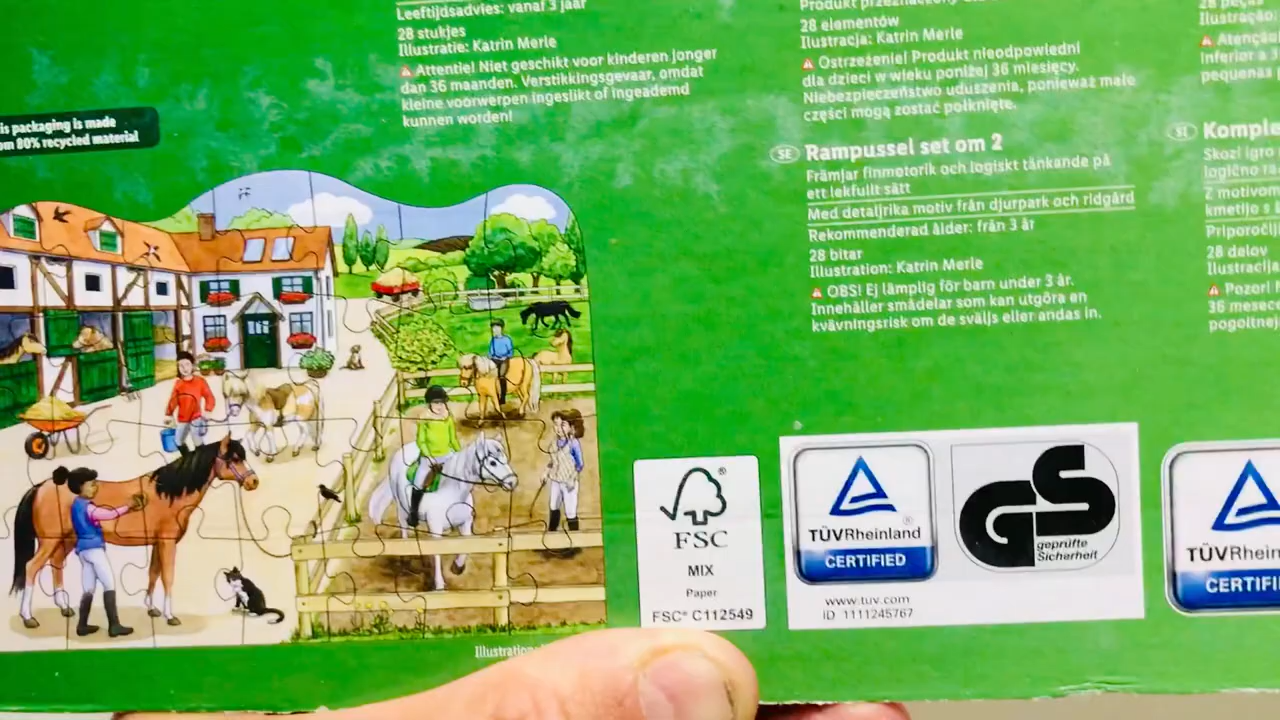 Leeftijdsadvies: vanaf 3 jaar
28 stukjes
Illustratie: Katrin Merle
Attentie! Niet geschikt voor kinderen jonger
dan 36 maanden. Verstikkingsgevaar, omdat
kleine voorwerpen ingeslikt of ingeademd
kunnen worden!
is packaging is made
om 80% recycled material
Produkt
28 elementów
Ilustracja: Katrin Merle
Ostrzeżenie! Produkt nieodpowiedni
dla dzieci w wieku poniżej 36 miesięcy.
Niebezpieczeństwo uduszenia, ponieważ małe
części mogą zostać połknięte.
SE Rampussel set om 2
Främjar finmotorik och logiskt tänkande på
ett lekfullt sätt
Med detaljrika motiv från djurpark och ridgård
Rekommenderad ålder: från 3 år
28 bitar
Illustration: Katrin Merle
OBS! Ej lämplig för barn under 3 år.
Innehåller smådelar som kan utgöra en
kvävningsrisk om de sväljs eller andas in.
28 peças
Ilustração:
Atenção!
inferior a 3
pequenas
SI Komple
Skozi igro
logično ra
Z motivom
kmetijo s
Priporočlji
28 delov
Ilustracija
Pozor!
36 mesec
pogoltnej
FSC
MIX
Paper
FSC® C112549
TÜVRheinland®
CERTIFIED
GS
geprüfte
Sicherheit
www.tuv.com
ID 1111245767
TÜVRhein
CERTIFI
Illustration